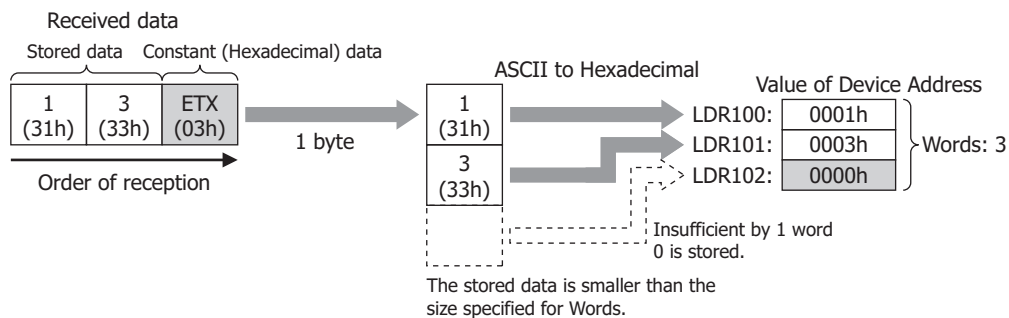 Received data
Stored data Constant (Hexadecimal) data
1 3 ETX
(31h) (33h) (03h)
Order of reception
1 byte
ASCII to Hexadecimal
1
(31h)
3
(33h)
Value of Device Address
LDR100: 0001h
LDR101: 0003h
LDR102: 0000h
Words: 3
Insufficient by 1 word
0 is stored.
The stored data is smaller than the
size specified for Words.